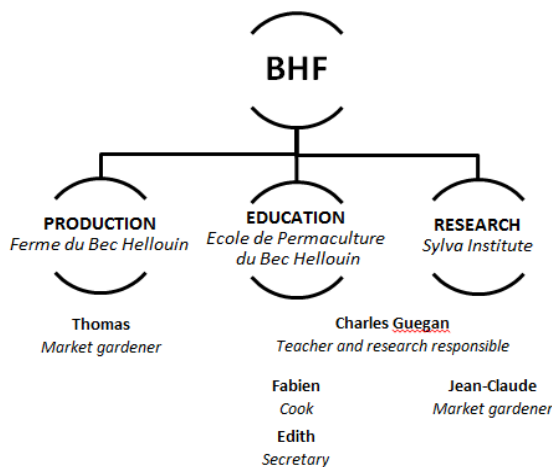 BHF
PRODUCTION
Ferme du Bec Hellouin
EDUCATION
Ecole de Permaculture
du Bec Hellouin
RESEARCH
Sylva Institute
Thomas
Market gardener
Charles Guegan
Teacher and research responsible
Fabien
Cook
Jean-Claude
Market gardener
Edith
Secretary